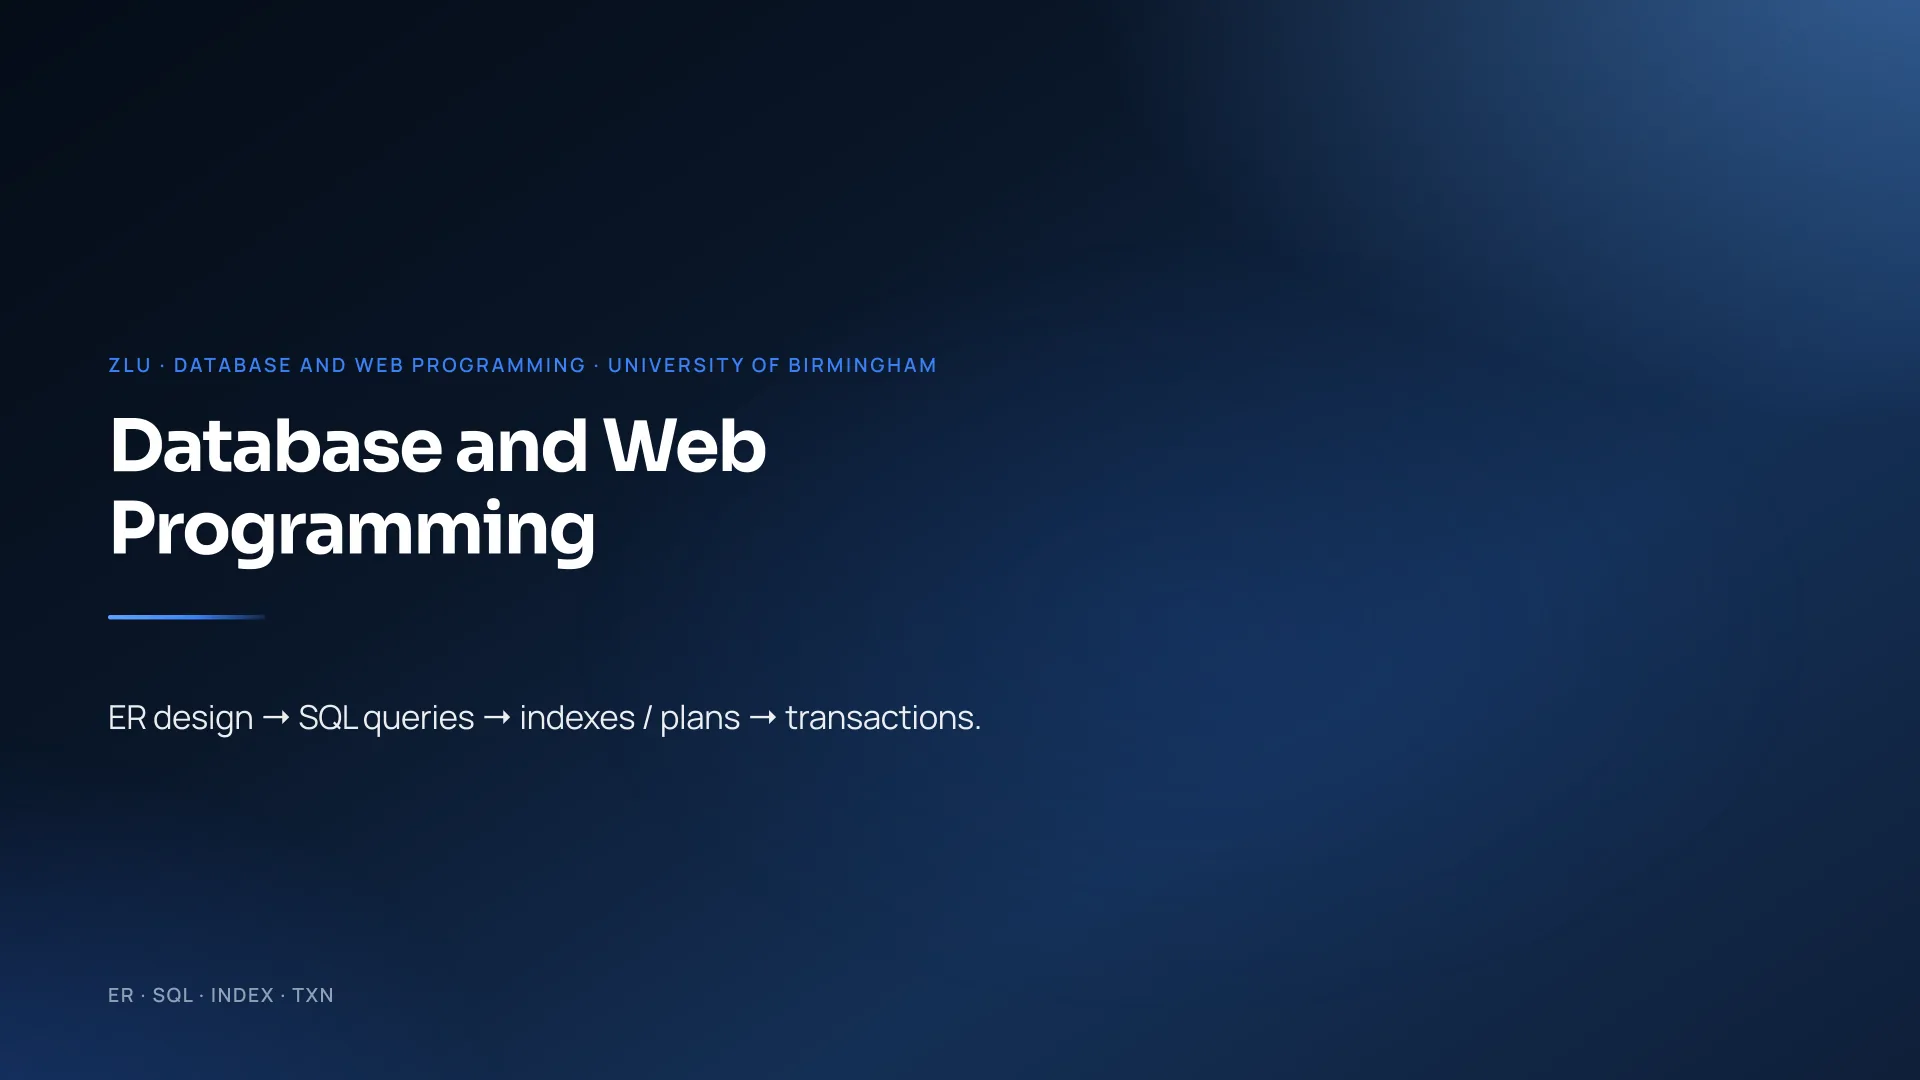 ZLU · DATABASE AND WEB PROGRAMMING · UNIVERSITY OF BIRMINGHAM
Database and Web
Programming
ER design → SQL queries → indexes / plans → transactions.
ER · SQL · INDEX · TXN